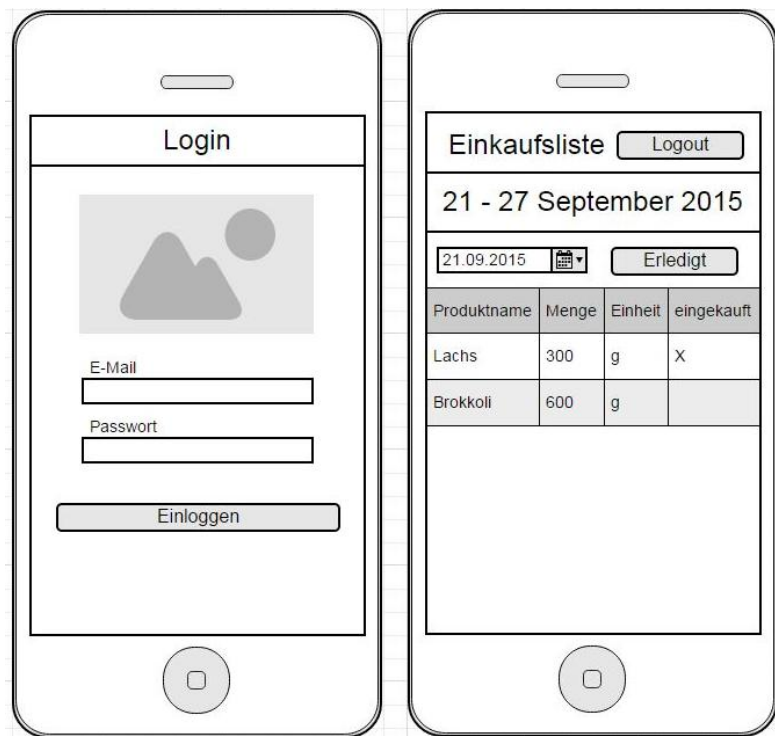 Login
E-Mail
Passwort
Einloggen
Einkaufsliste Logout
21 - 27 September 2015
21.09.2015 Erledigt
Produktname Menge Einheit eingekauft
Lachs 300 g X
Brokkoli 600 g